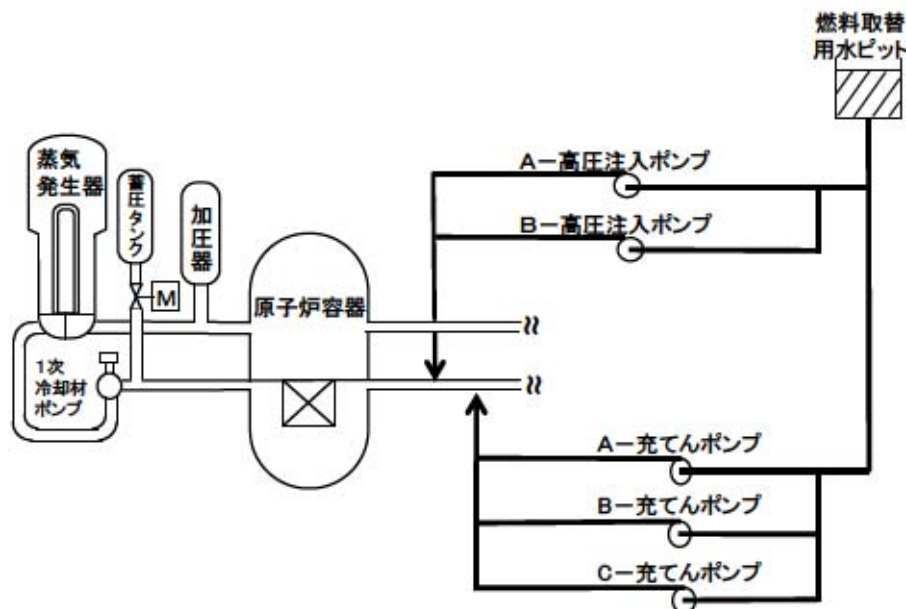 燃料取替
用水ピット
蒸気
発生器
蓄圧タンク
加圧器
M
原子炉容器
1次
冷却材
ポンプ
A－高圧注入ポンプ
B－高圧注入ポンプ
A－充てんポンプ
B－充てんポンプ
C－充てんポンプ